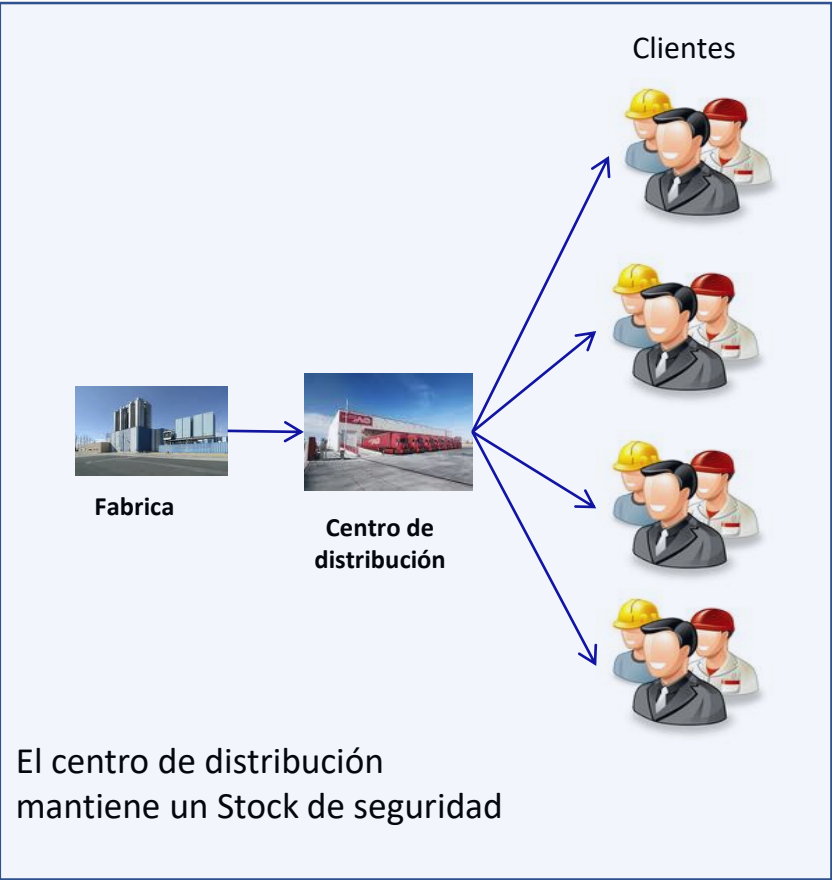 Clientes
Fabrica
Centro de
distribución
El centro de distribución
mantiene un Stock de seguridad